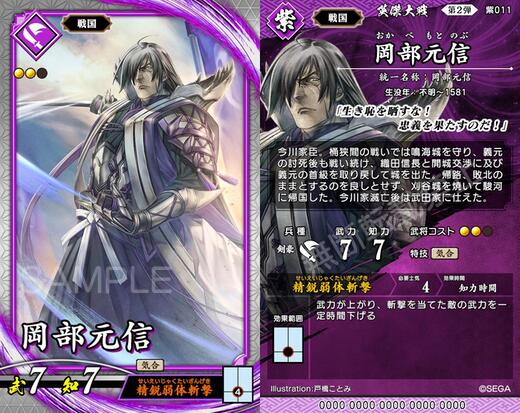 戦国
SAMPLE
岡部元信
気合
武7 知7
せいえいじゃくたいざんげき
精鋭弱体斬撃
4
紫
戦国
英傑大戦
第2弾
紫011
おかべ もとのぶ
岡部元信
統一名称:岡部元信
生没年:不明~1581
「生き恥を晒すな!
忠義を果たすのだ!」
今川家臣。桶狭間の戦いでは鳴海城を守り、義元
の討死後も戦い続け、織田信長と開城交渉に及び
義元の首級を取り戻して城を出た。帰路、敗北の
ままとするのを良しとせず、刈谷城を焼いて駿河
に帰国した。今川家滅亡後は武田家に仕えた。
兵種 武力 知力 武将コスト
剣豪 7 7
特技 気合
せいえいじゃくたいざんげき 必要士気 効果時間
精鋭弱体斬撃 4 知力時間
効果範囲
武力が上がり、斬撃を当てた敵の武力を一
定時間下げる
Illustration:戸橋ことみ
©SEGA
0000 0000 0000 0000 0000